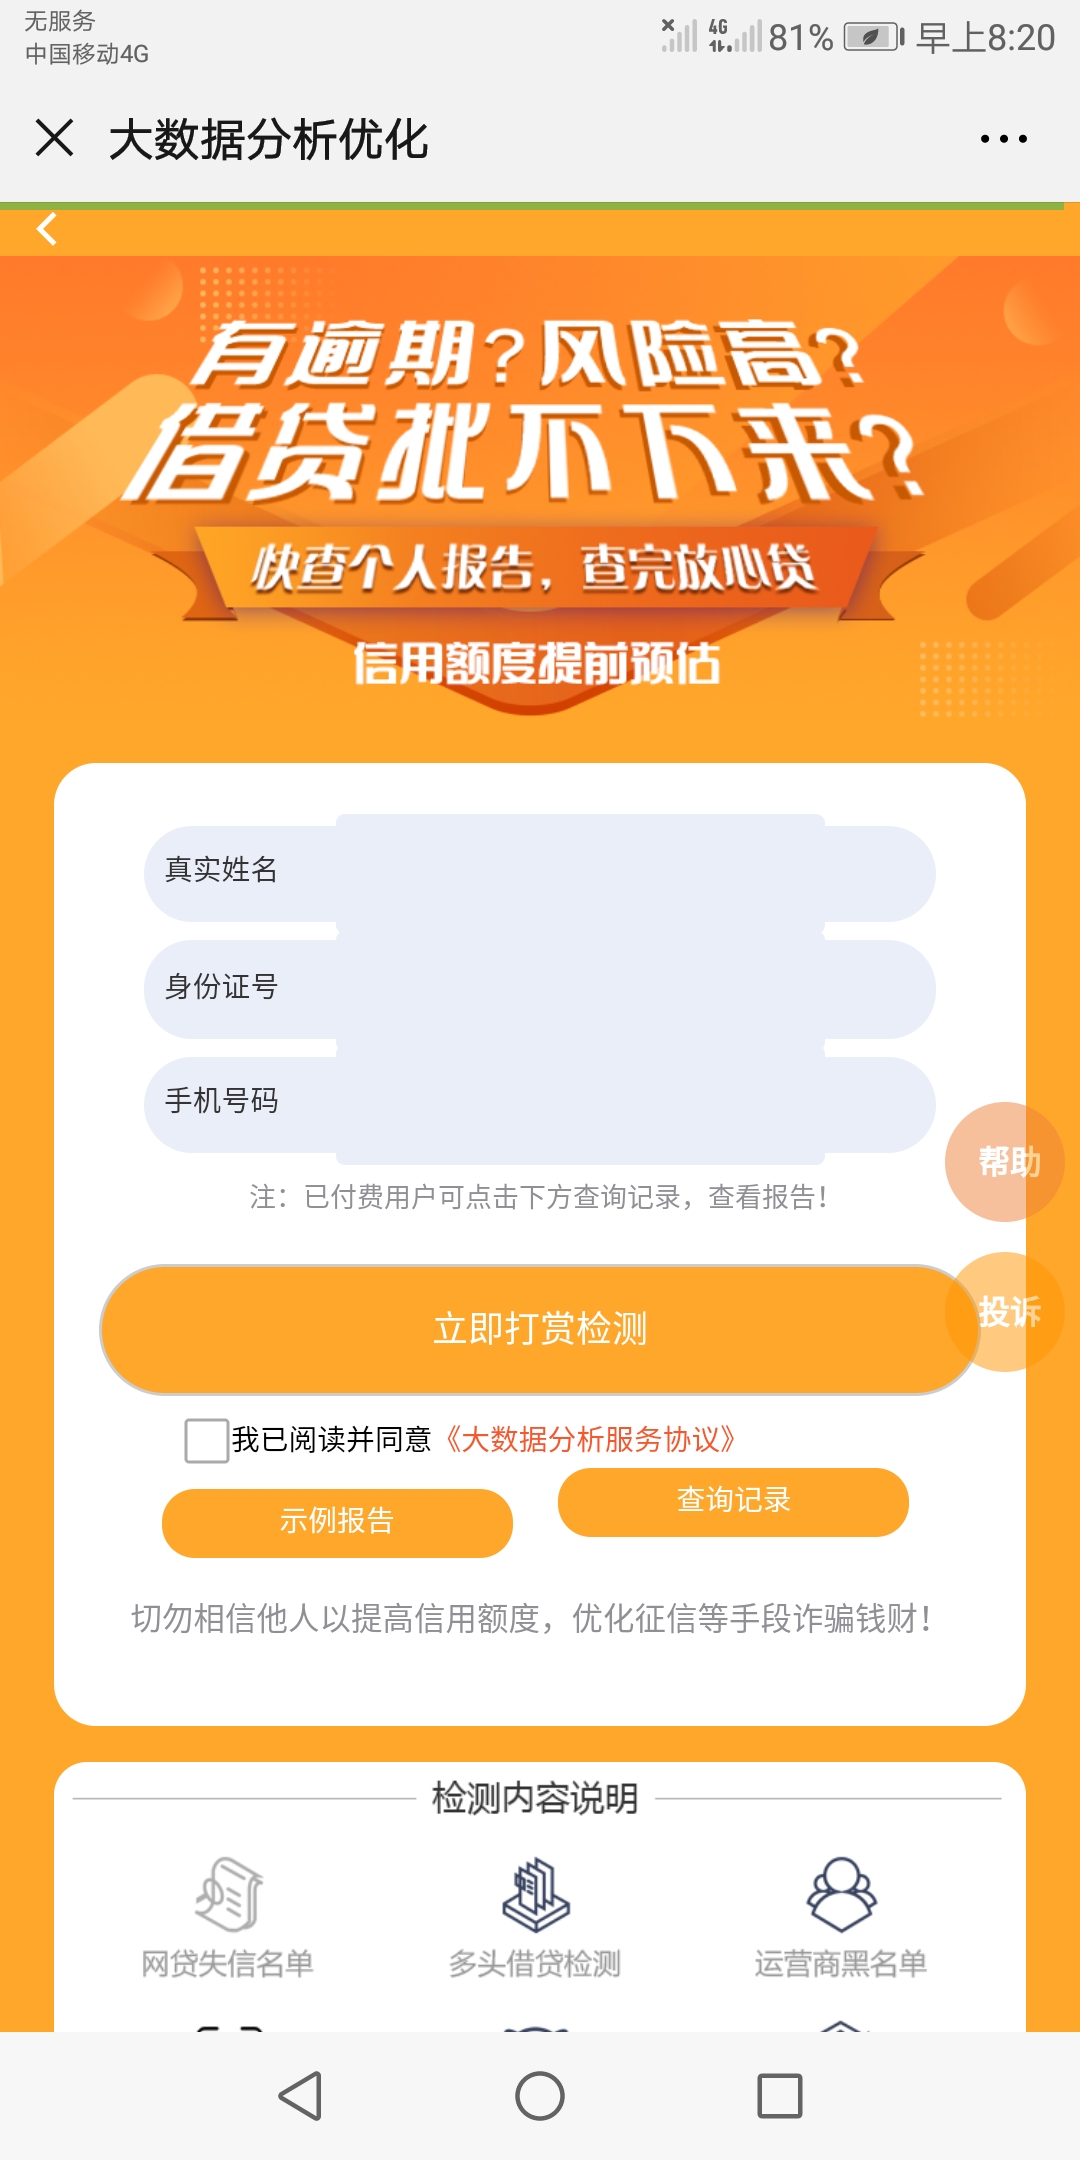 无服务
中国移动4G
4G
81%
早上8:20
大数据分析优化
有逾期?风险高?
借贷批不下来?
快查个人报告，查完放心贷
信用额度提前预估
真实姓名
身份证号
手机号码
注：已付费用户可点击下方查询记录，查看报告！
帮助
立即打赏检测
投诉
我已阅读并同意《大数据分析服务协议》
示例报告
查询记录
切勿相信他人以提高信用额度，优化征信等手段诈骗钱财！
检测内容说明
网贷失信名单
多头借贷检测
运营商黑名单